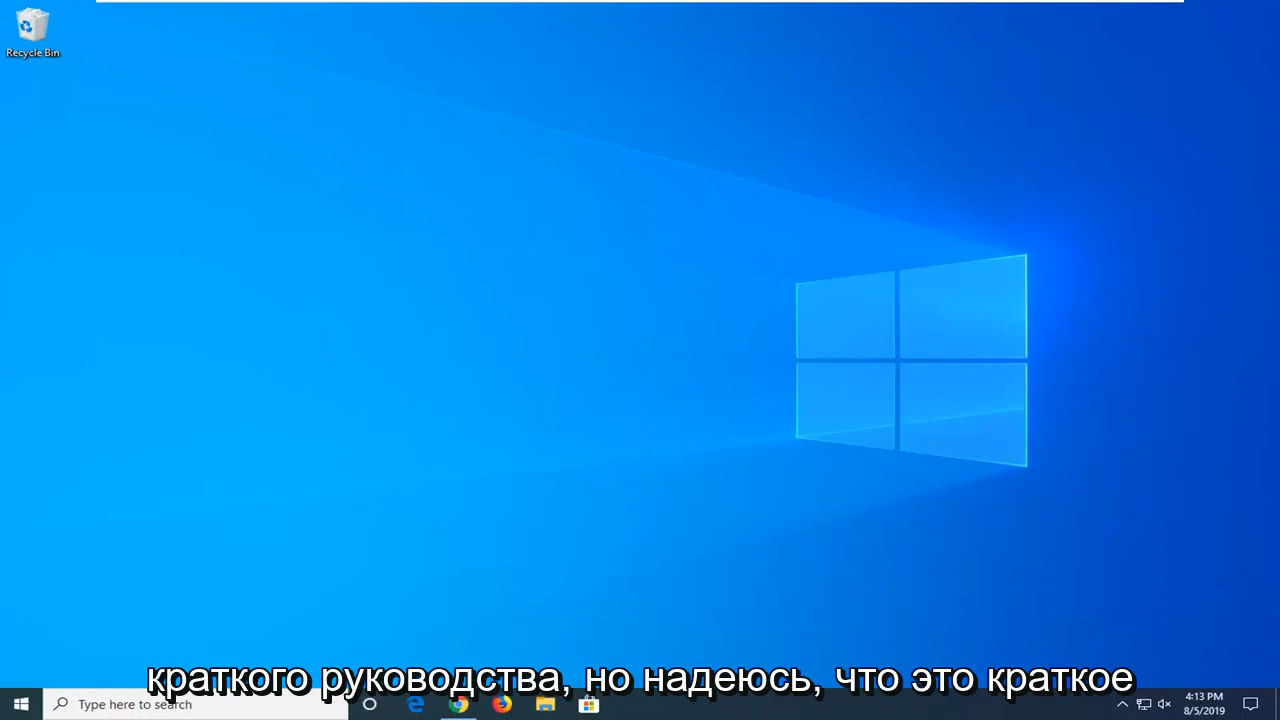 Recycle Bin
краткого руководства, но надеюсь, что это краткое
Type here to search
4:13 PM
8/5/2019